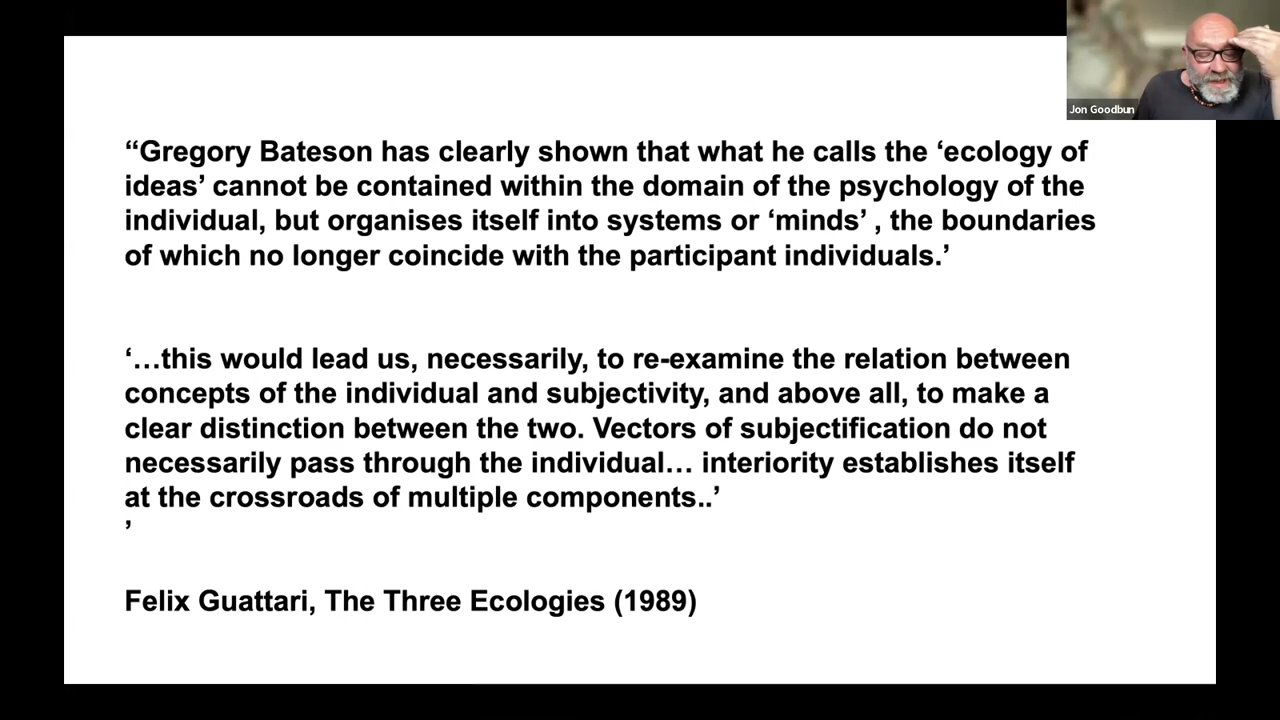 Jon Goodbun
“Gregory Bateson has clearly shown that what he calls the ‘ecology of
ideas’ cannot be contained within the domain of the psychology of the
individual, but organises itself into systems or ‘minds’ , the boundaries
of which no longer coincide with the participant individuals.’
‘…this would lead us, necessarily, to re-examine the relation between
concepts of the individual and subjectivity, and above all, to make a
clear distinction between the two. Vectors of subjectification do not
necessarily pass through the individual… interiority establishes itself
at the crossroads of multiple components..’
’
Felix Guattari, The Three Ecologies (1989)